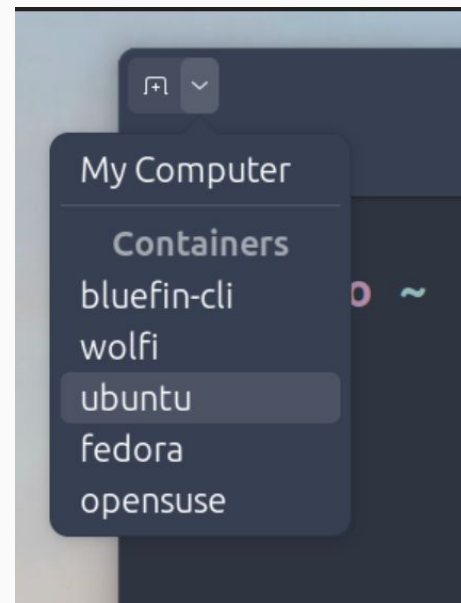 My Computer
Containers
bluefin-cli
wolfi
ubuntu
fedora
opensuse
o ~